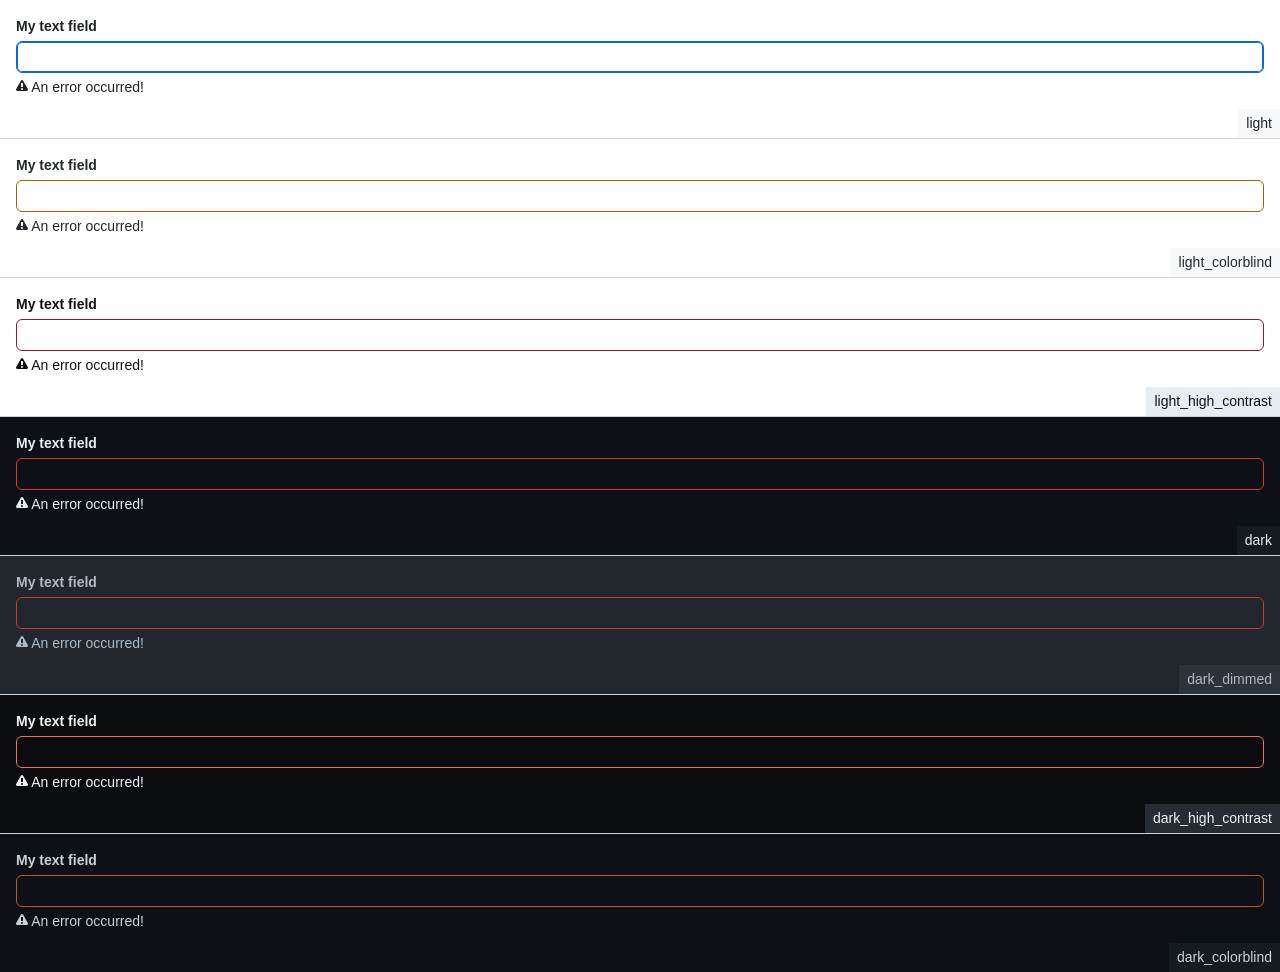 My text field
An error occurred!
light
My text field
An error occurred!
light_colorblind
My text field
An error occurred!
light_high_contrast
My text field
An error occurred!
dark
My text field
An error occurred!
dark_dimmed
My text field
An error occurred!
dark_high_contrast
My text field
An error occurred!
dark_colorblind